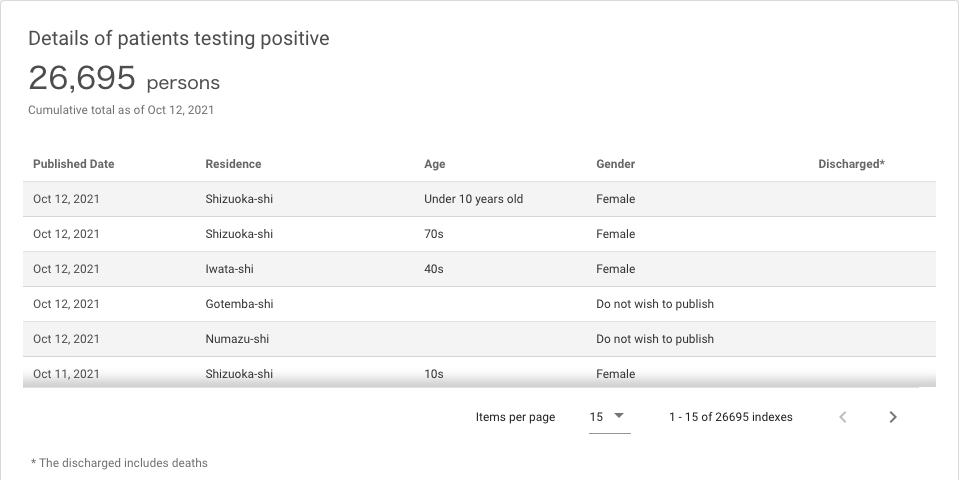 Details of patients testing positive
26,695 persons
Cumulative total as of Oct 12, 2021
Published Date Residence Age Gender Discharged*
Oct 12, 2021 Shizuoka-shi Under 10 years old Female
Oct 12, 2021 Shizuoka-shi 70s Female
Oct 12, 2021 Iwata-shi 40s Female
Oct 12, 2021 Gotemba-shi Do not wish to publish
Oct 12, 2021 Numazu-shi Do not wish to publish
Oct 11, 2021 Shizuoka-shi 10s Female
Items per page 15 1 - 15 of 26695 indexes
* The discharged includes deaths